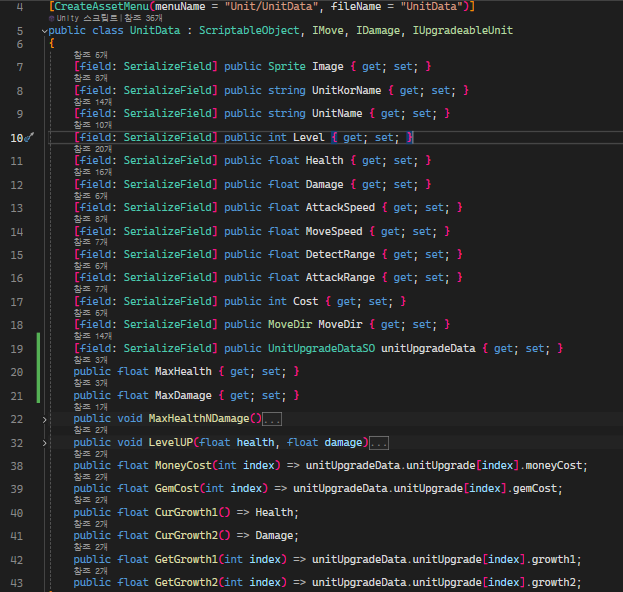 4 [CreateAssetMenu(menuName = "Unit/UnitData", fileName = "UnitData")]
Unity 스크립트|참조 36개
5 public class UnitData : ScriptableObject, IMove, IDamage, IUpgradeableUnit
6 {
참조 6개
7 [field: SerializeField] public Sprite Image { get; set; }
참조 8개
8 [field: SerializeField] public string UnitKorName { get; set; }
참조 14개
9 [field: SerializeField] public string UnitName { get; set; }
참조 10개
10 [field: SerializeField] public int Level { get; set; }
참조 20개
11 [field: SerializeField] public float Health { get; set; }
참조 16개
12 [field: SerializeField] public float Damage { get; set; }
참조 6개
13 [field: SerializeField] public float AttackSpeed { get; set; }
참조 8개
14 [field: SerializeField] public float MoveSpeed { get; set; }
참조 7개
15 [field: SerializeField] public float DetectRange { get; set; }
참조 6개
16 [field: SerializeField] public float AttackRange { get; set; }
참조 7개
17 [field: SerializeField] public int Cost { get; set; }
참조 6개
18 [field: SerializeField] public MoveDir MoveDir { get; set; }
참조 14개
19 [field: SerializeField] public UnitUpgradeDataSO unitUpgradeData { get; set; }
참조 3개
20 public float MaxHealth { get; set; }
참조 3개
21 public float MaxDamage { get; set; }
참조 1개
22 public void MaxHealthNDamage()...
참조 2개
32 public void LevelUP(float health, float damage)...
참조 2개
38 public float MoneyCost(int index) => unitUpgradeData.unitUpgrade[index].moneyCost;
참조 2개
39 public float GemCost(int index) => unitUpgradeData.unitUpgrade[index].gemCost;
참조 2개
40 public float CurGrowth1() => Health;
참조 2개
41 public float CurGrowth2() => Damage;
참조 2개
42 public float GetGrowth1(int index) => unitUpgradeData.unitUpgrade[index].growth1;
참조 2개
43 public float GetGrowth2(int index) => unitUpgradeData.unitUpgrade[index].growth2;